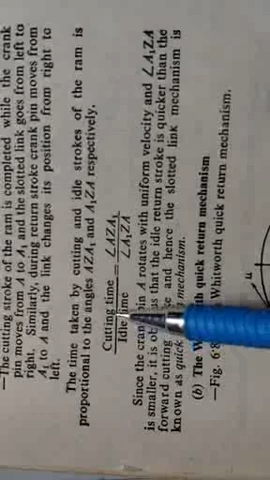 —The cutting stroke of the ram is completed while the crank
pin moves from A to A₁ and the slotted link goes from left to
right. Similarly, during return stroke crank pin moves from
A₁ to A and the link changes its position from right to
left.
The time taken by cutting and idle strokes of the ram is
proportional to the angles AZA₁ and A₁ZA respectively.
Cutting time / Idle time = ∠AZA₁ / ∠A₁ZA
Since the crank pin A rotates with uniform velocity and ∠A₁ZA
is smaller, it is ob as that the idle return stroke is quicker than the
forward cutting ke and hence the slotted link mechanism is
known as quick mechanism.
(b) The W th quick return mechanism
—Fig. 6·8 Whitworth quick return mechanism.